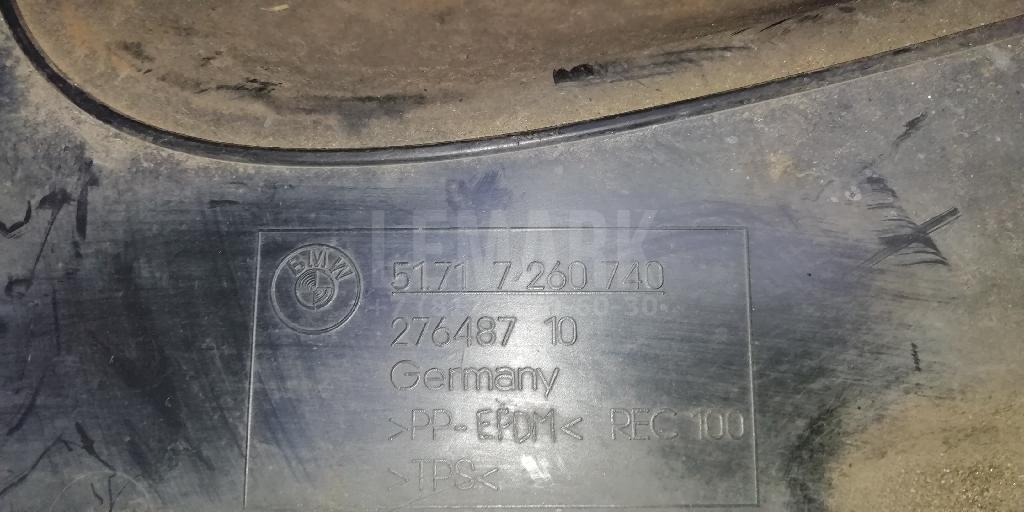 LEMARK
BMW
51.71 7 260 740
276487 10
Germany
>PP-EPDM< REC 100
>TPS<